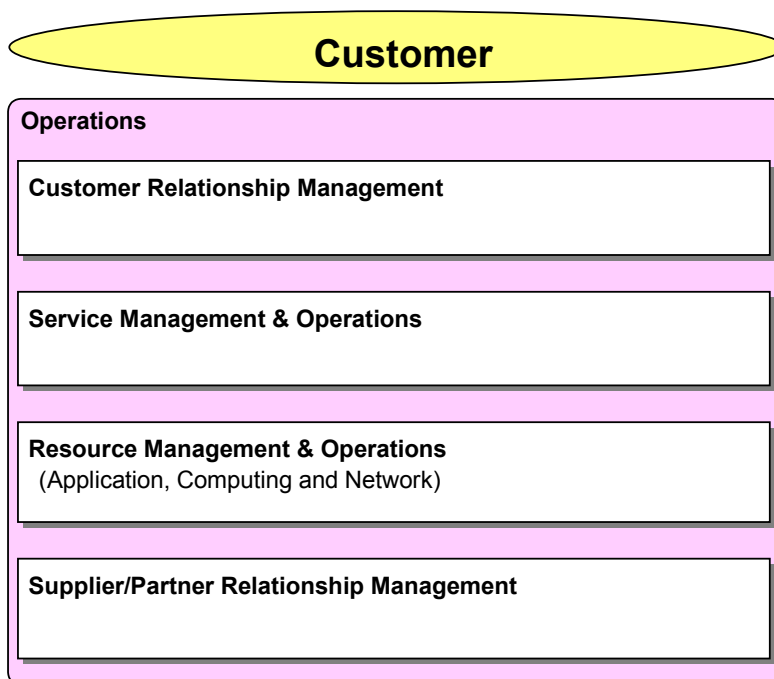 Customer
Operations
Customer Relationship Management
Service Management & Operations
Resource Management & Operations
(Application, Computing and Network)
Supplier/Partner Relationship Management